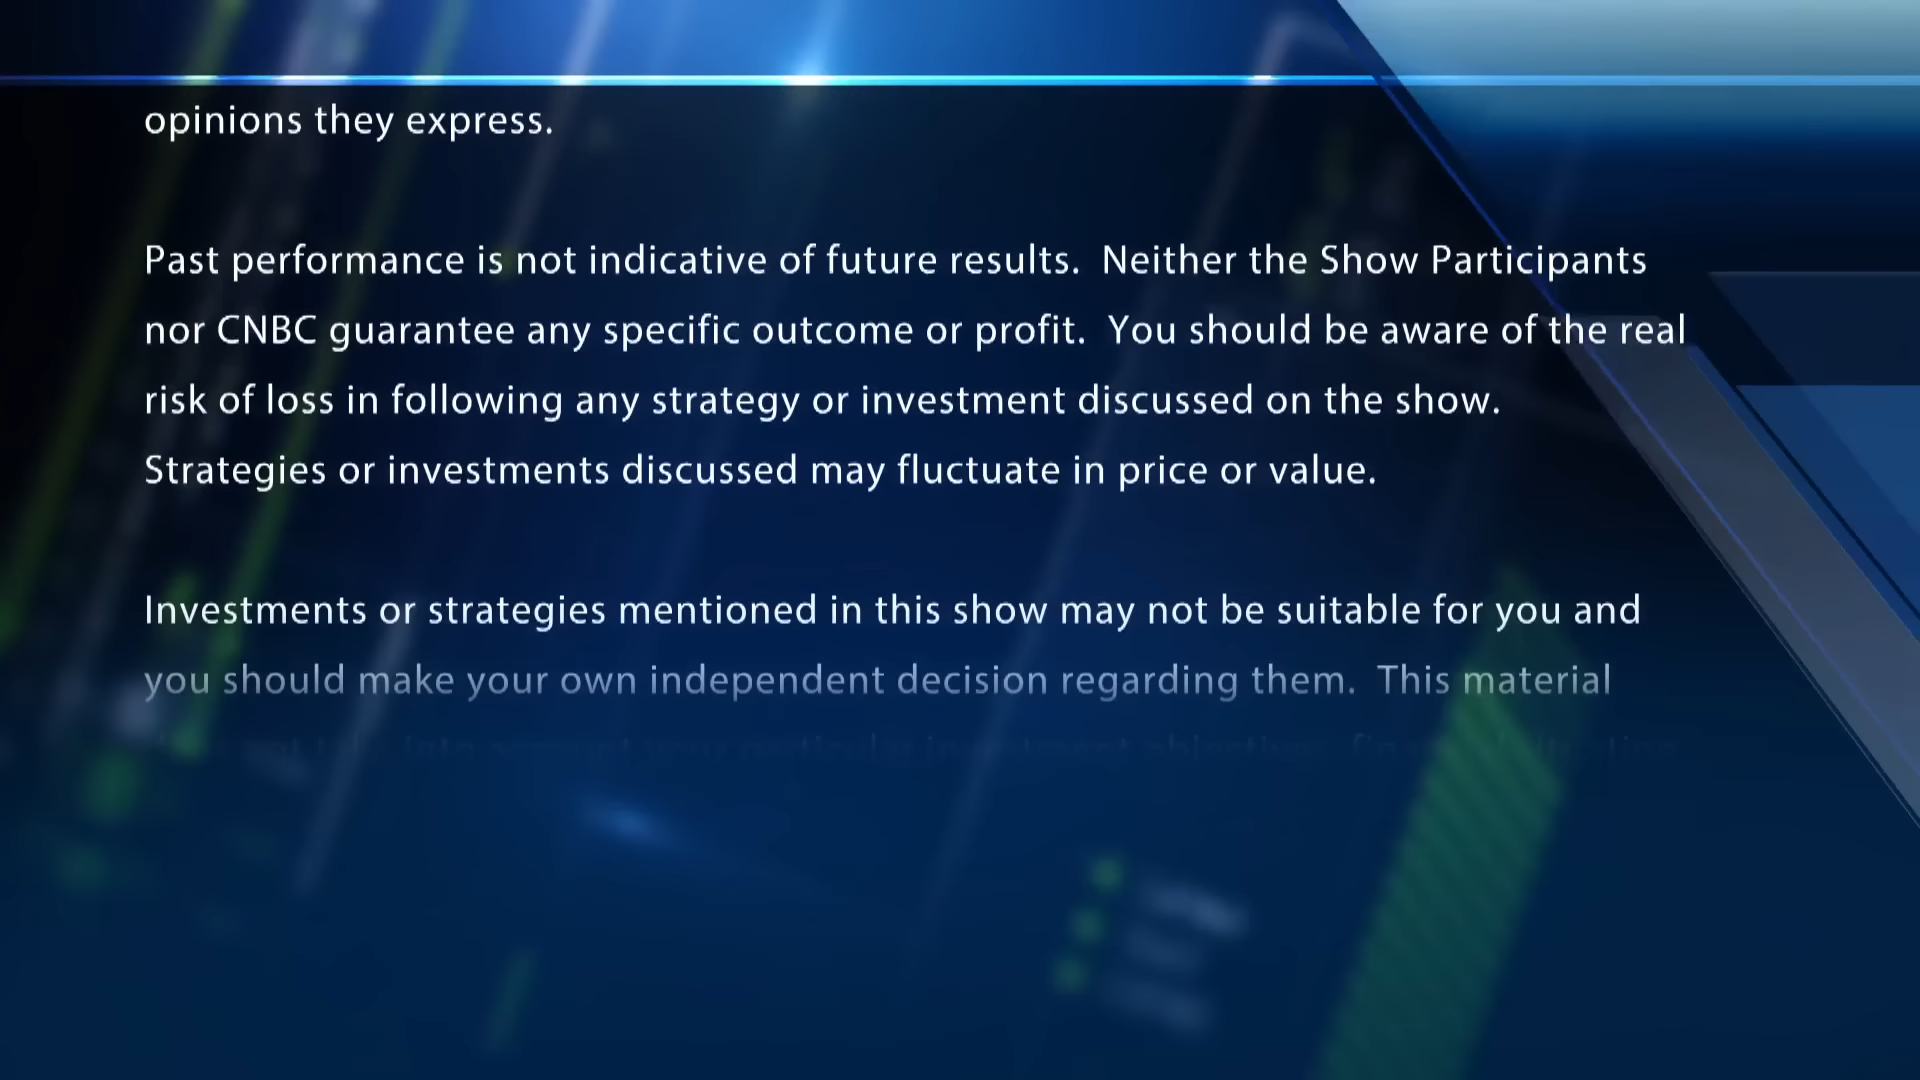 opinions they express.
Past performance is not indicative of future results.  Neither the Show Participants
nor CNBC guarantee any specific outcome or profit.  You should be aware of the real
risk of loss in following any strategy or investment discussed on the show.
Strategies or investments discussed may fluctuate in price or value.
Investments or strategies mentioned in this show may not be suitable for you and
you should make your own independent decision regarding them.  This material